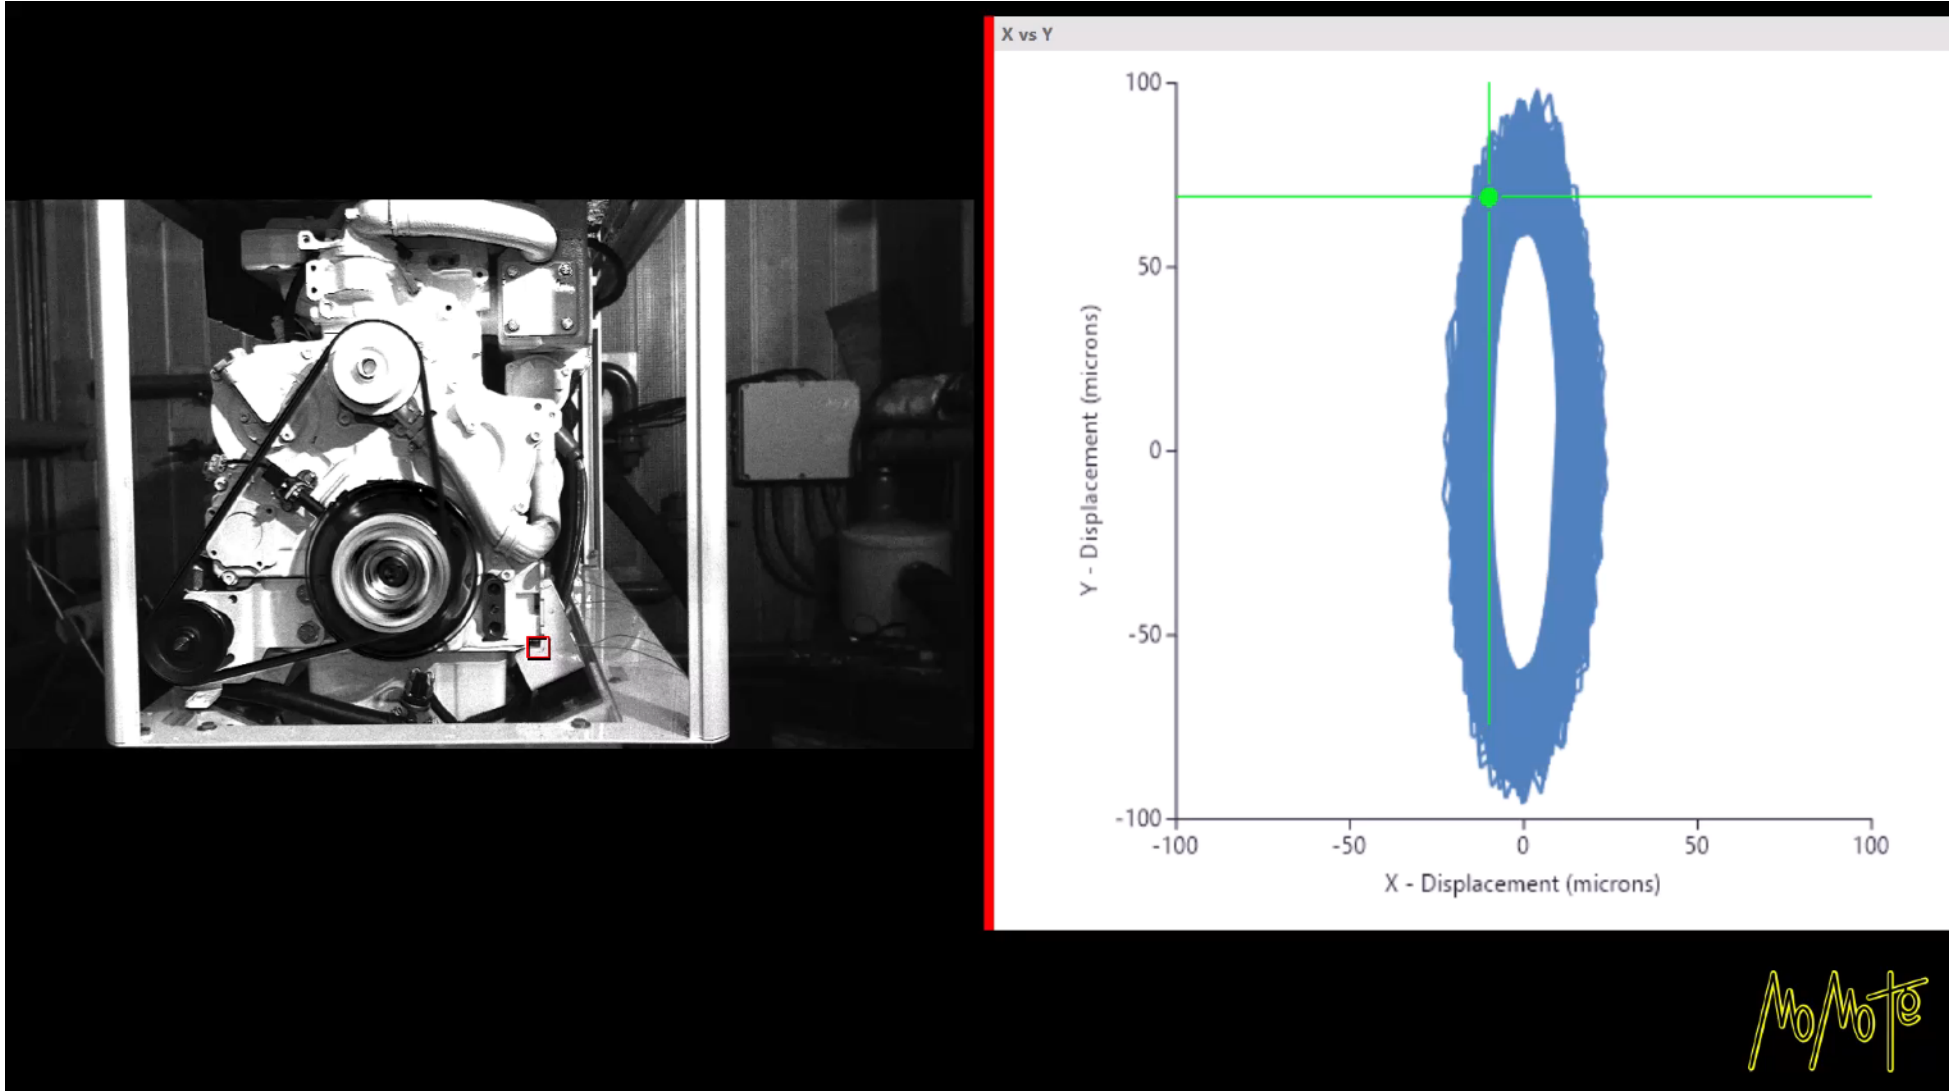 X vs Y
100
50
0
-50
-100
Y - Displacement (microns)
-100 -50 0 50 100
X - Displacement (microns)
MoMoTe